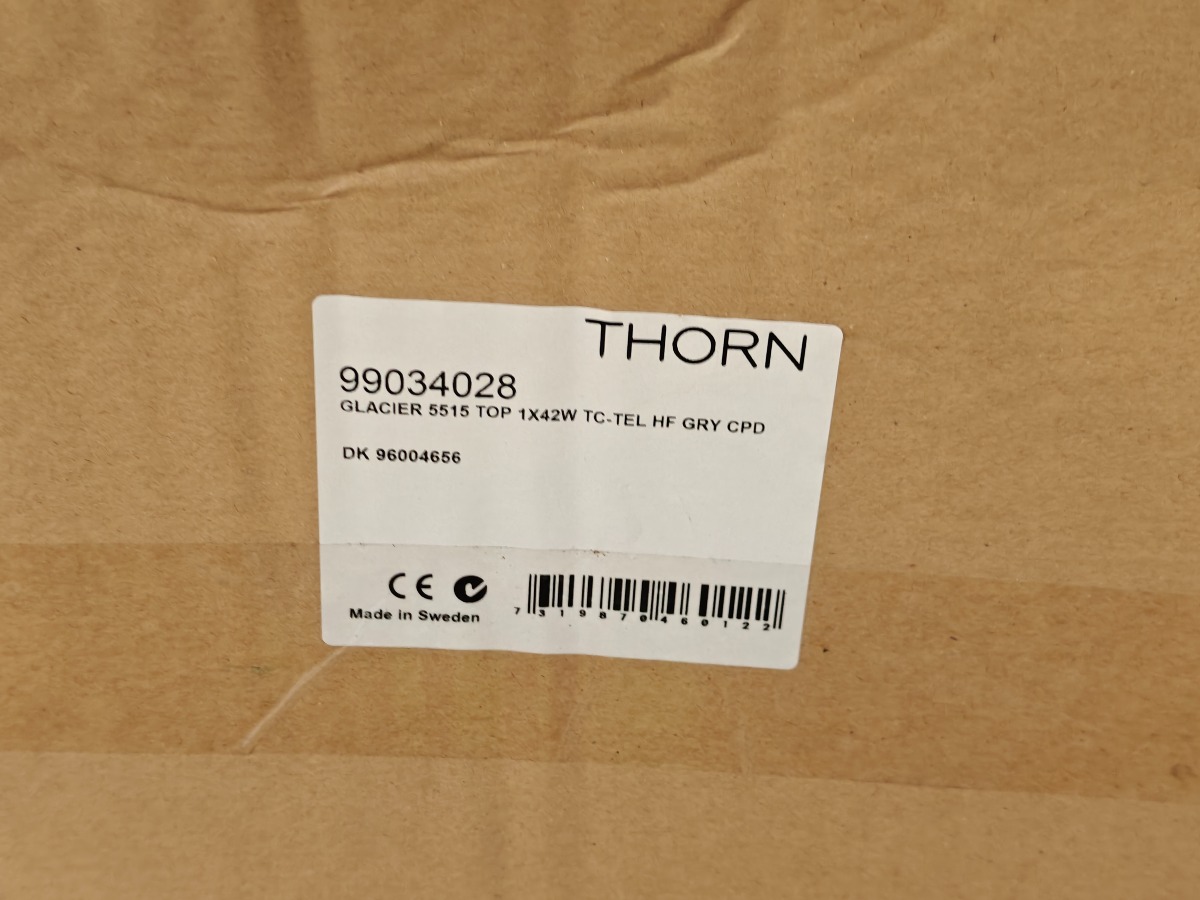 THORN
99034028
GLACIER 5515 TOP 1X42W TC-TEL HF GRY CPD
DK 96004656
CE
Made in Sweden
7319870460122